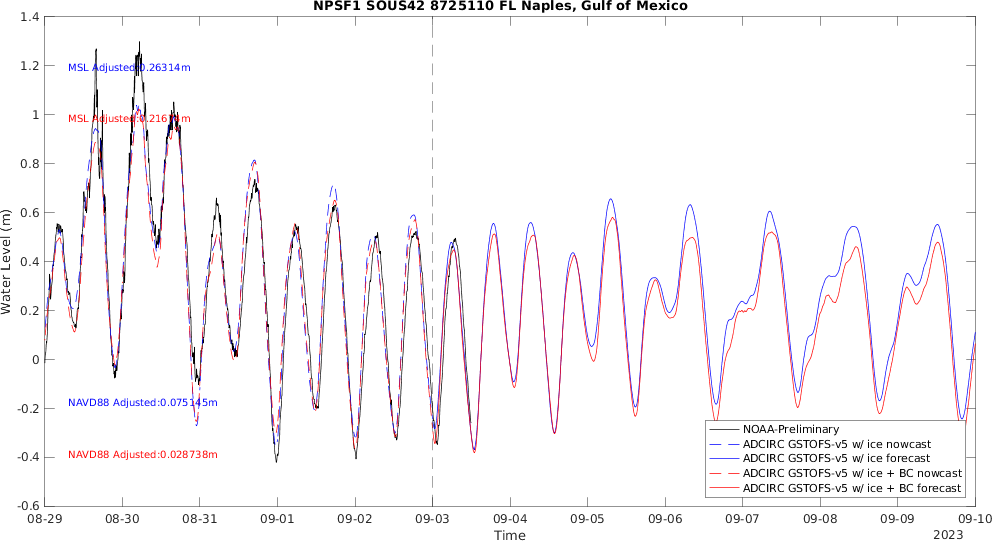 NPSF1 SOUS42 8725110 FL Naples, Gulf of Mexico
1.4
1.2
1
0.8
0.6
0.4
0.2
0
-0.2
-0.4
-0.6
Water Level (m)
MSL Adjusted:0.26314m
MSL Adjusted:
NAVD88 Adjusted:0.075145m
NAVD88 Adjusted:0.028738m
NOAA-Preliminary
ADCIRC GSTOFS-v5 w/ ice nowcast
ADCIRC GSTOFS-v5 w/ ice forecast
ADCIRC GSTOFS-v5 w/ ice + BC nowcast
ADCIRC GSTOFS-v5 w/ ice + BC forecast
08-29 08-30 08-31 09-01 09-02 09-03 09-04 09-05 09-06 09-07 09-08 09-09 09-10
Time
2023